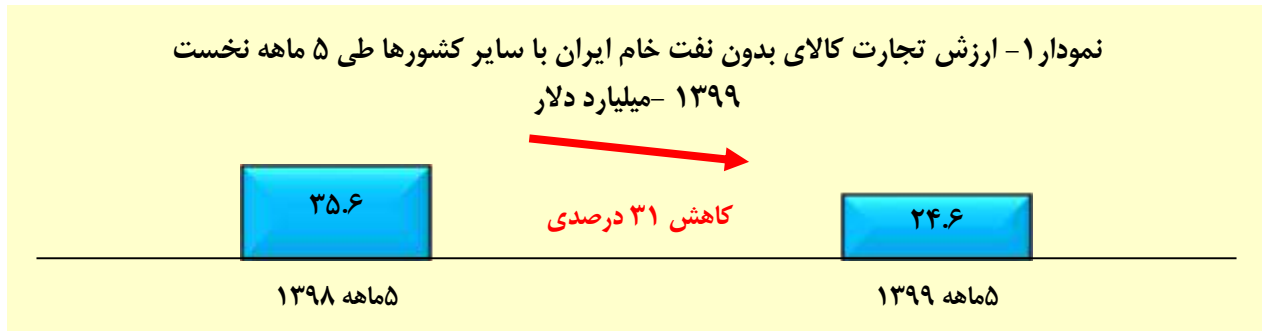 نمودار۱- ارزش تجارت کالای بدون نفت خام ایران با سایر کشورها طی ۵ ماهه نخست
۱۳۹۹ -میلیارد دلار
۳۵.۶
کاهش ۳۱ درصدی
۲۴.۶
۵ماهه ۱۳۹۸
۵ماهه ۱۳۹۹